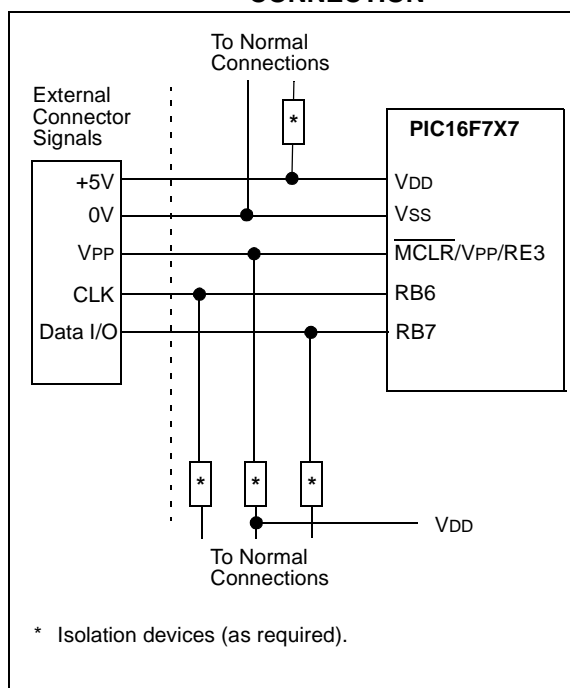 CONNECTION
To Normal
Connections
External
Connector
Signals
*
PIC16F7X7
+5V
VDD
0V
VSS
VPP
MCLR/VPP/RE3
CLK
RB6
Data I/O
RB7
*
*
*
VDD
To Normal
Connections
* Isolation devices (as required).